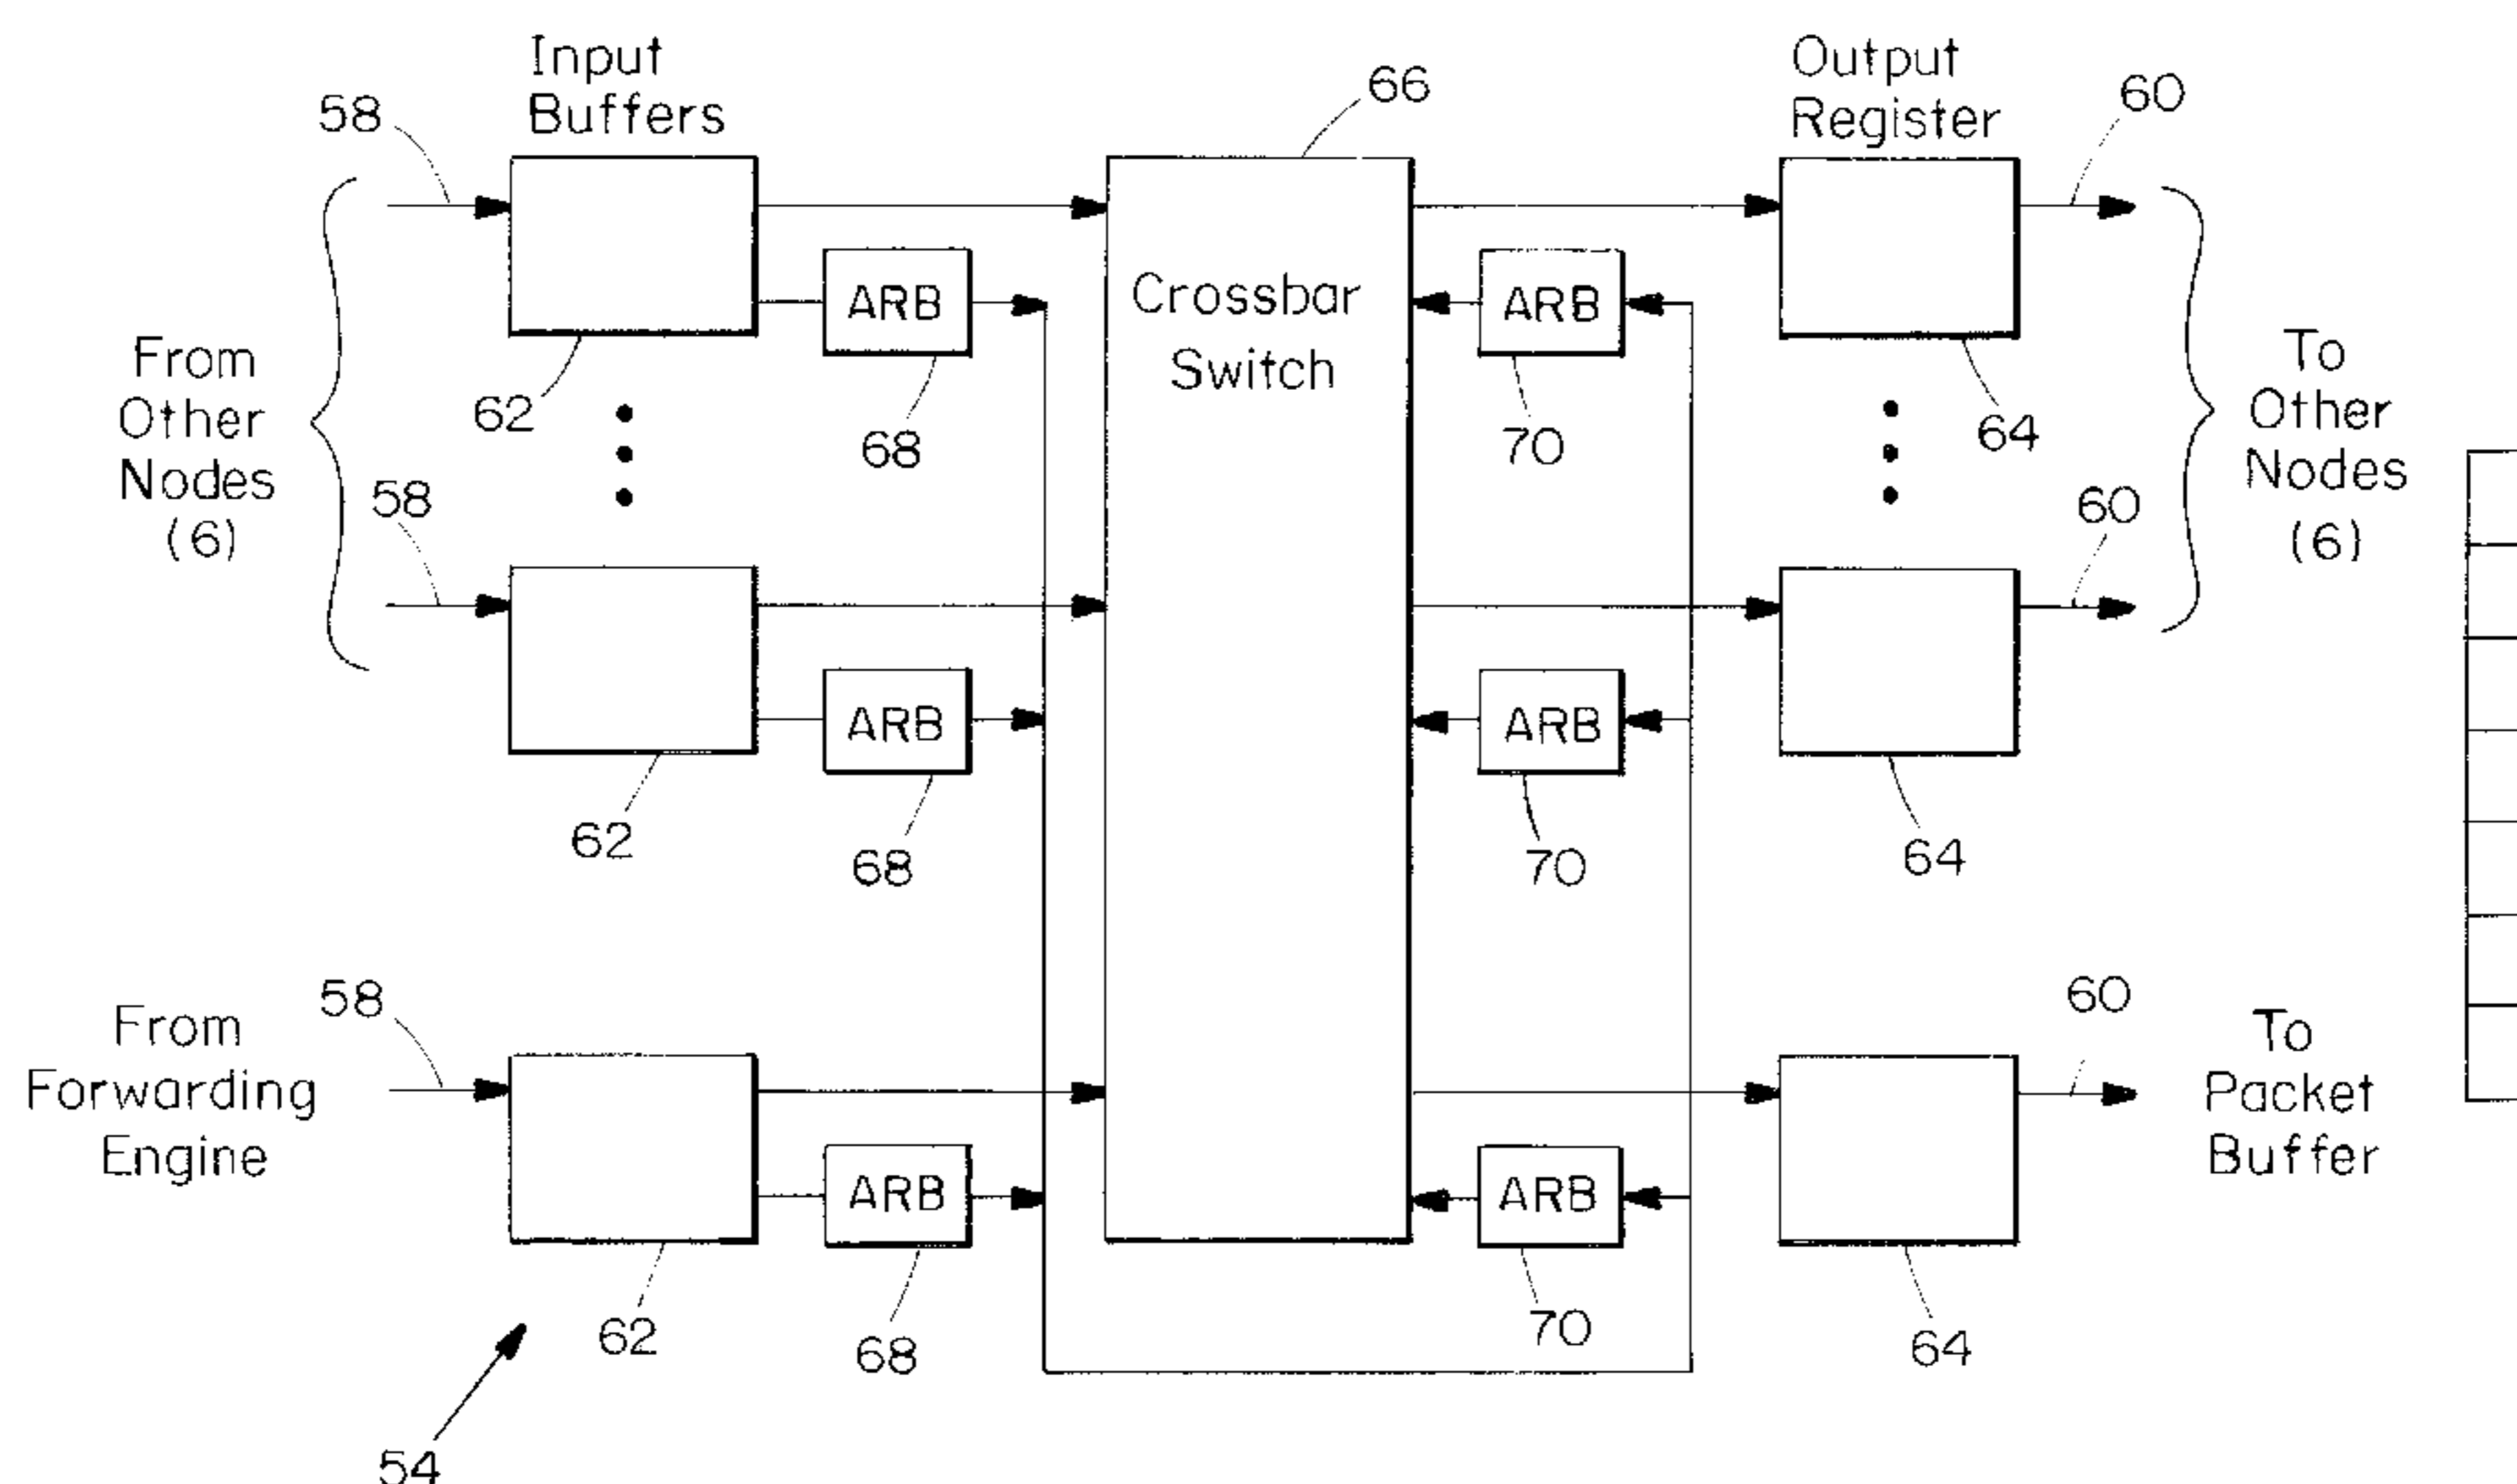 Input
Buffers
Output
Register
66
60
58
Crossbar
Switch
ARB
ARB
From
Other
Nodes
(6)
To
Other
Nodes
(6)
62
68
70
64
58
60
ARB
ARB
62
68
70
64
From
Forwarding
Engine
58
60
To
Packet
Buffer
ARB
ARB
62
68
70
64
54